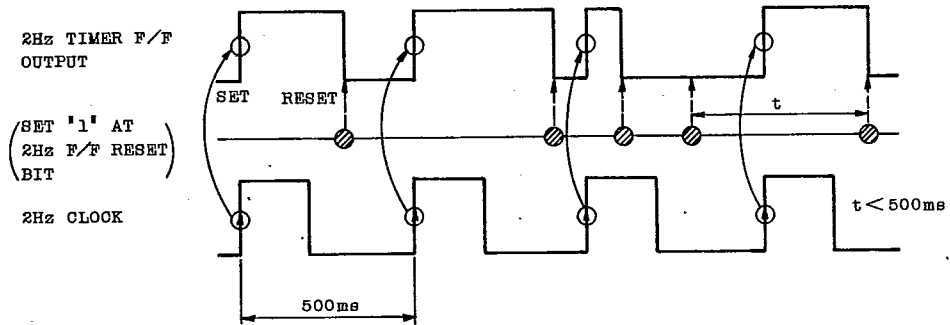 2Hz TIMER F/F
OUTPUT
SET
RESET
t
SET "1" AT
2Hz F/F RESET
BIT
2Hz CLOCK
t<500ms
500ms